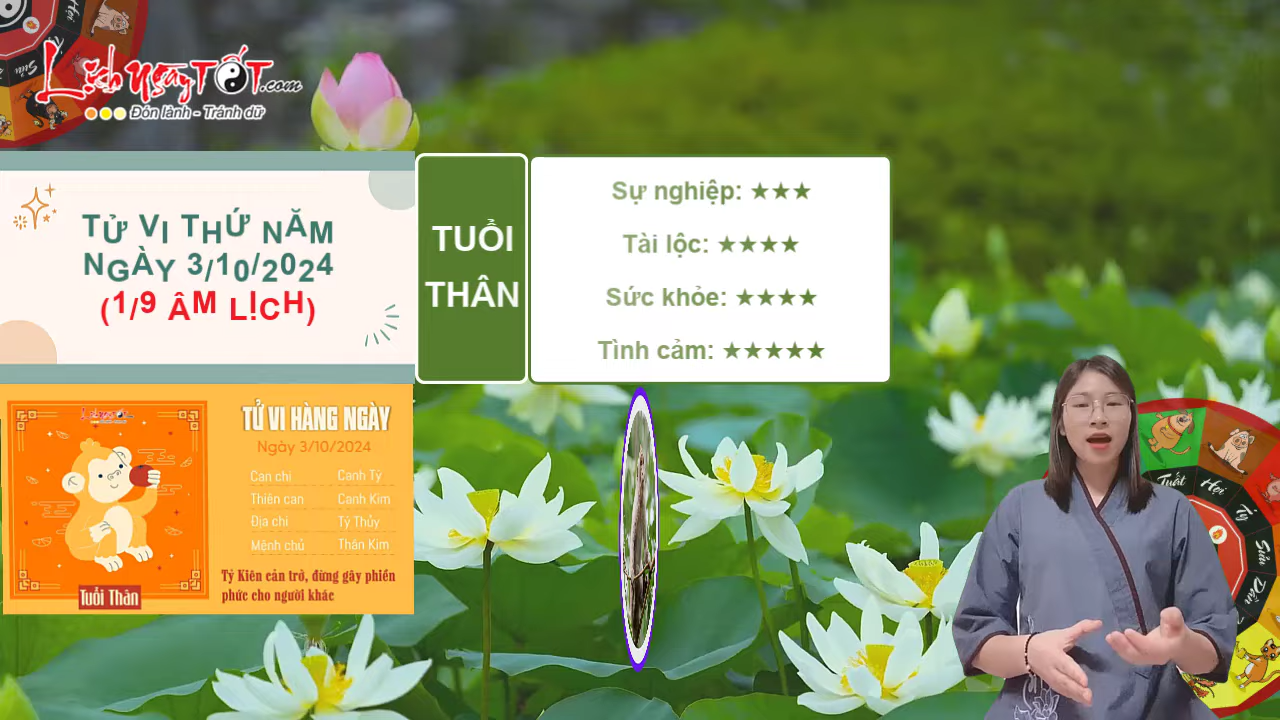 LỊCH NGÀY TỐT.com
Đón lành - Tránh dữ
TỬ VI THỨ NĂM
NGÀY 3/10/2024
(1/9 ÂM LỊCH)
TUỔI
THÂN
Sự nghiệp: ★★★
Tài lộc: ★★★★
Sức khỏe: ★★★★
Tình cảm: ★★★★★
TỬ VI HÀNG NGÀY
Ngày 3/10/2024
Can chi Canh Tý
Thiên can Canh Kim
Địa chi Tý Thủy
Mệnh chủ Thân Kim
Tỷ Kiên cản trở, đừng gây phiền
phức cho người khác
Tuổi Thân
Tuất
Hợi
Tý
Sửu
Dần